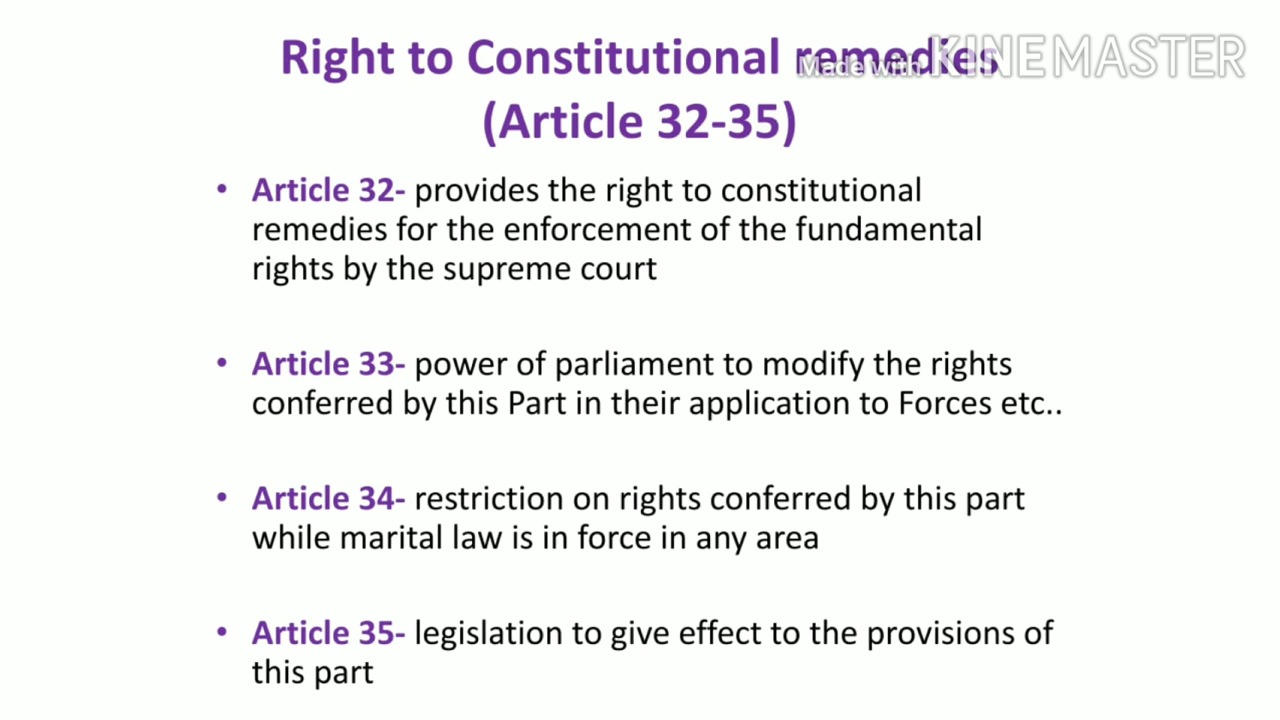 Right to Constitutional remedies
Made with KINEMASTER
(Article 32-35)
• Article 32- provides the right to constitutional
remedies for the enforcement of the fundamental
rights by the supreme court
• Article 33- power of parliament to modify the rights
conferred by this Part in their application to Forces etc..
• Article 34- restriction on rights conferred by this part
while marital law is in force in any area
• Article 35- legislation to give effect to the provisions of
this part